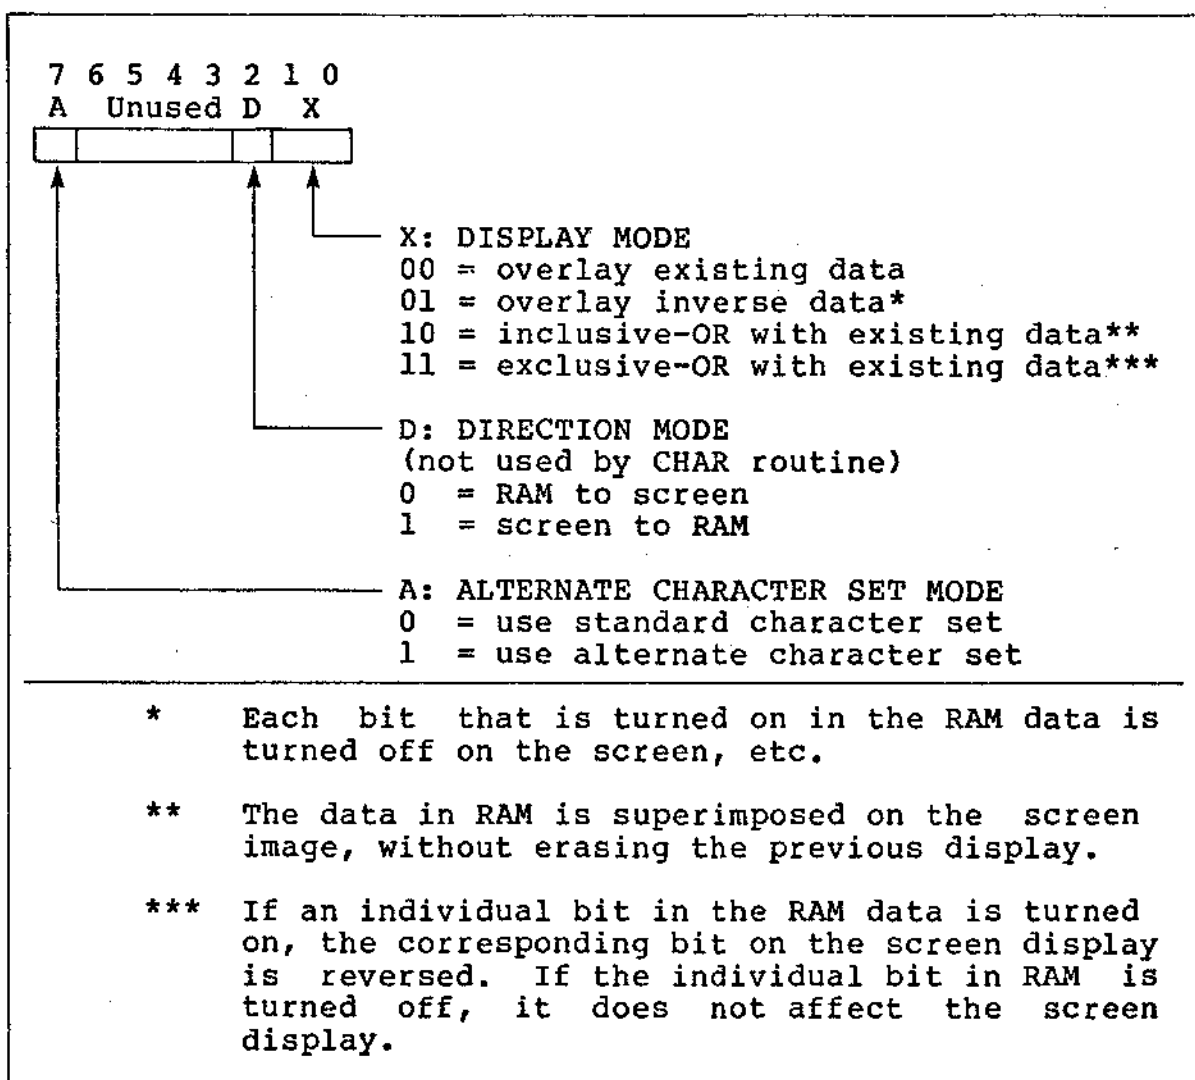 7 6 5 4 3 2 1 0
A Unused D X
X: DISPLAY MODE
00 = overlay existing data
01 = overlay inverse data*
10 = inclusive-OR with existing data**
11 = exclusive-OR with existing data***
D: DIRECTION MODE
(not used by CHAR routine)
0 = RAM to screen
1 = screen to RAM
A: ALTERNATE CHARACTER SET MODE
0 = use standard character set
1 = use alternate character set
* Each bit that is turned on in the RAM data is
turned off on the screen, etc.
** The data in RAM is superimposed on the screen
image, without erasing the previous display.
*** If an individual bit in the RAM data is turned
on, the corresponding bit on the screen display
is reversed. If the individual bit in RAM is
turned off, it does not affect the screen
display.